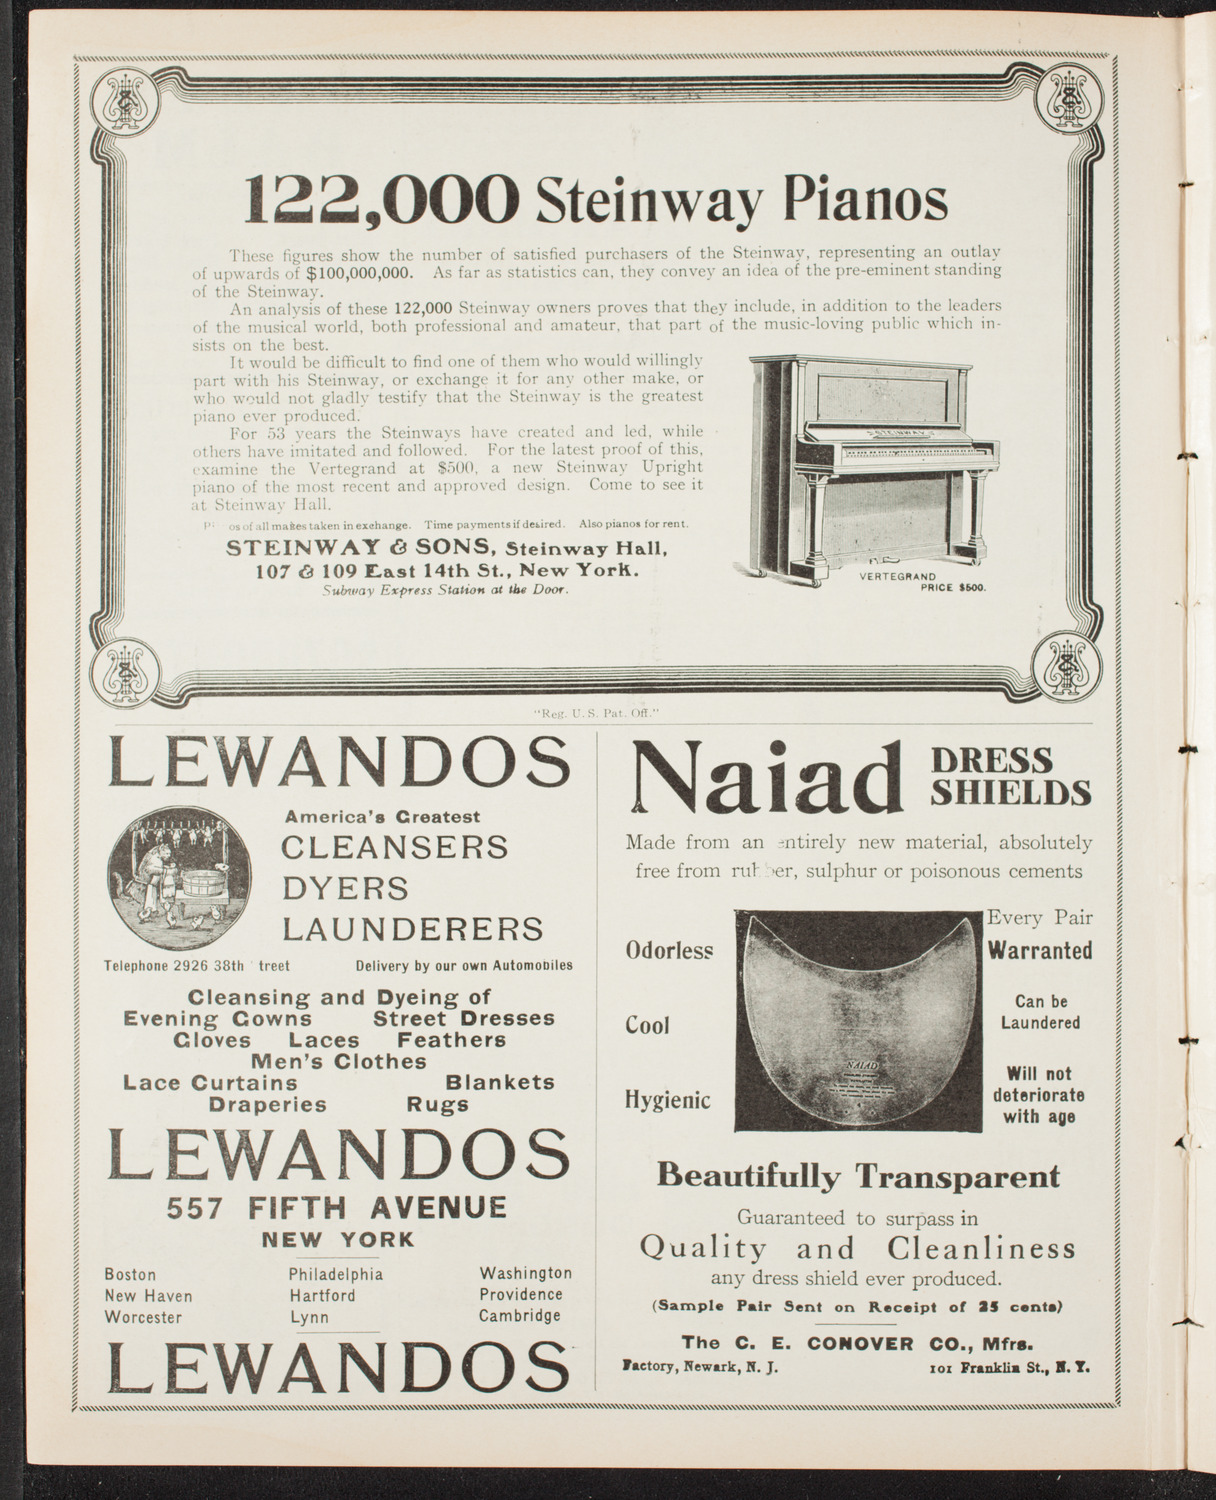 122,000 Steinway Pianos
These figures show the number of satisfied purchasers of the Steinway, representing an outlay
of upwards of $100,000,000. As far as statistics can, they convey an idea of the pre-eminent standing
of the Steinway.
An analysis of these 122,000 Steinway owners proves that they include, in addition to the leaders
of the musical world, both professional and amateur, that part of the music-loving public which in-
sists on the best.
It would be difficult to find one of them who would willingly
part with his Steinway, or exchange it for any other make, or
who would not gladly testify that the Steinway is the greatest
piano ever produced.
For 53 years the Steinways have created and led, while
others have imitated and followed. For the latest proof of this,
examine the Vertegrand at $500, a new Steinway Upright
piano of the most recent and approved design. Come to see it
at Steinway Hall.
P os of all makes taken in exchange. Time payments if desired. Also pianos for rent.
STEINWAY & SONS, Steinway Hall,
107 & 109 East 14th St., New York.
Subway Express Station at the Door.
STEINWAY
VERTEGRAND
PRICE $500.
"Reg. U. S. Pat. Off."
LEWANDOS
America's Greatest
CLEANSERS
DYERS
LAUNDERERS
Telephone 2926 38th treet Delivery by our own Automobiles
Cleansing and Dyeing of
Evening Gowns Street Dresses
Gloves Laces Feathers
Men's Clothes
Lace Curtains Blankets
Draperies Rugs
LEWANDOS
557 FIFTH AVENUE
NEW YORK
Boston Philadelphia Washington
New Haven Hartford Providence
Worcester Lynn Cambridge
LEWANDOS
Naiad DRESS
SHIELDS
Made from an entirely new material, absolutely
free from rubber, sulphur or poisonous cements
Odorless
Cool
Hygienic
NAIAD
Every Pair
Warranted
Can be
Laundered
Will not
deteriorate
with age
Beautifully Transparent
Guaranteed to surpass in
Quality and Cleanliness
any dress shield ever produced.
(Sample Pair Sent on Receipt of 25 cents)
The C. E. CONOVER CO., Mfrs.
Factory, Newark, N. J. 101 Franklin St., N. Y.